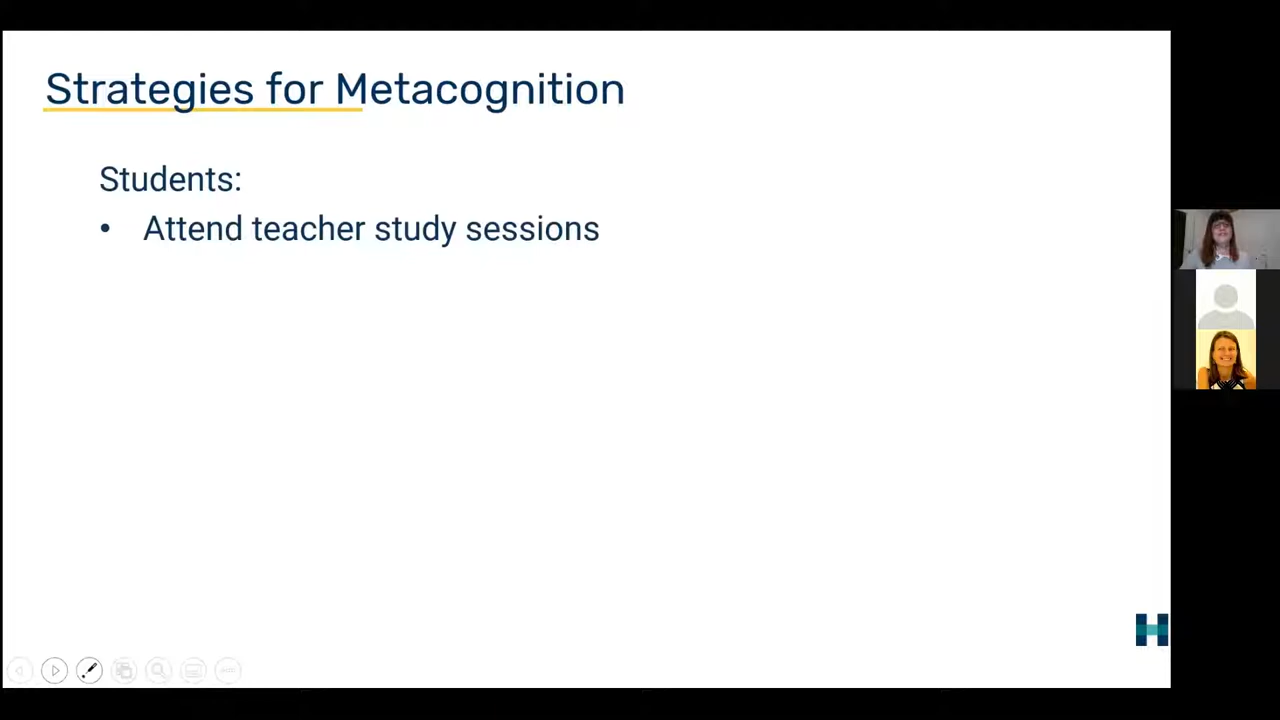 Strategies for Metacognition
Students:
• Attend teacher study sessions
H